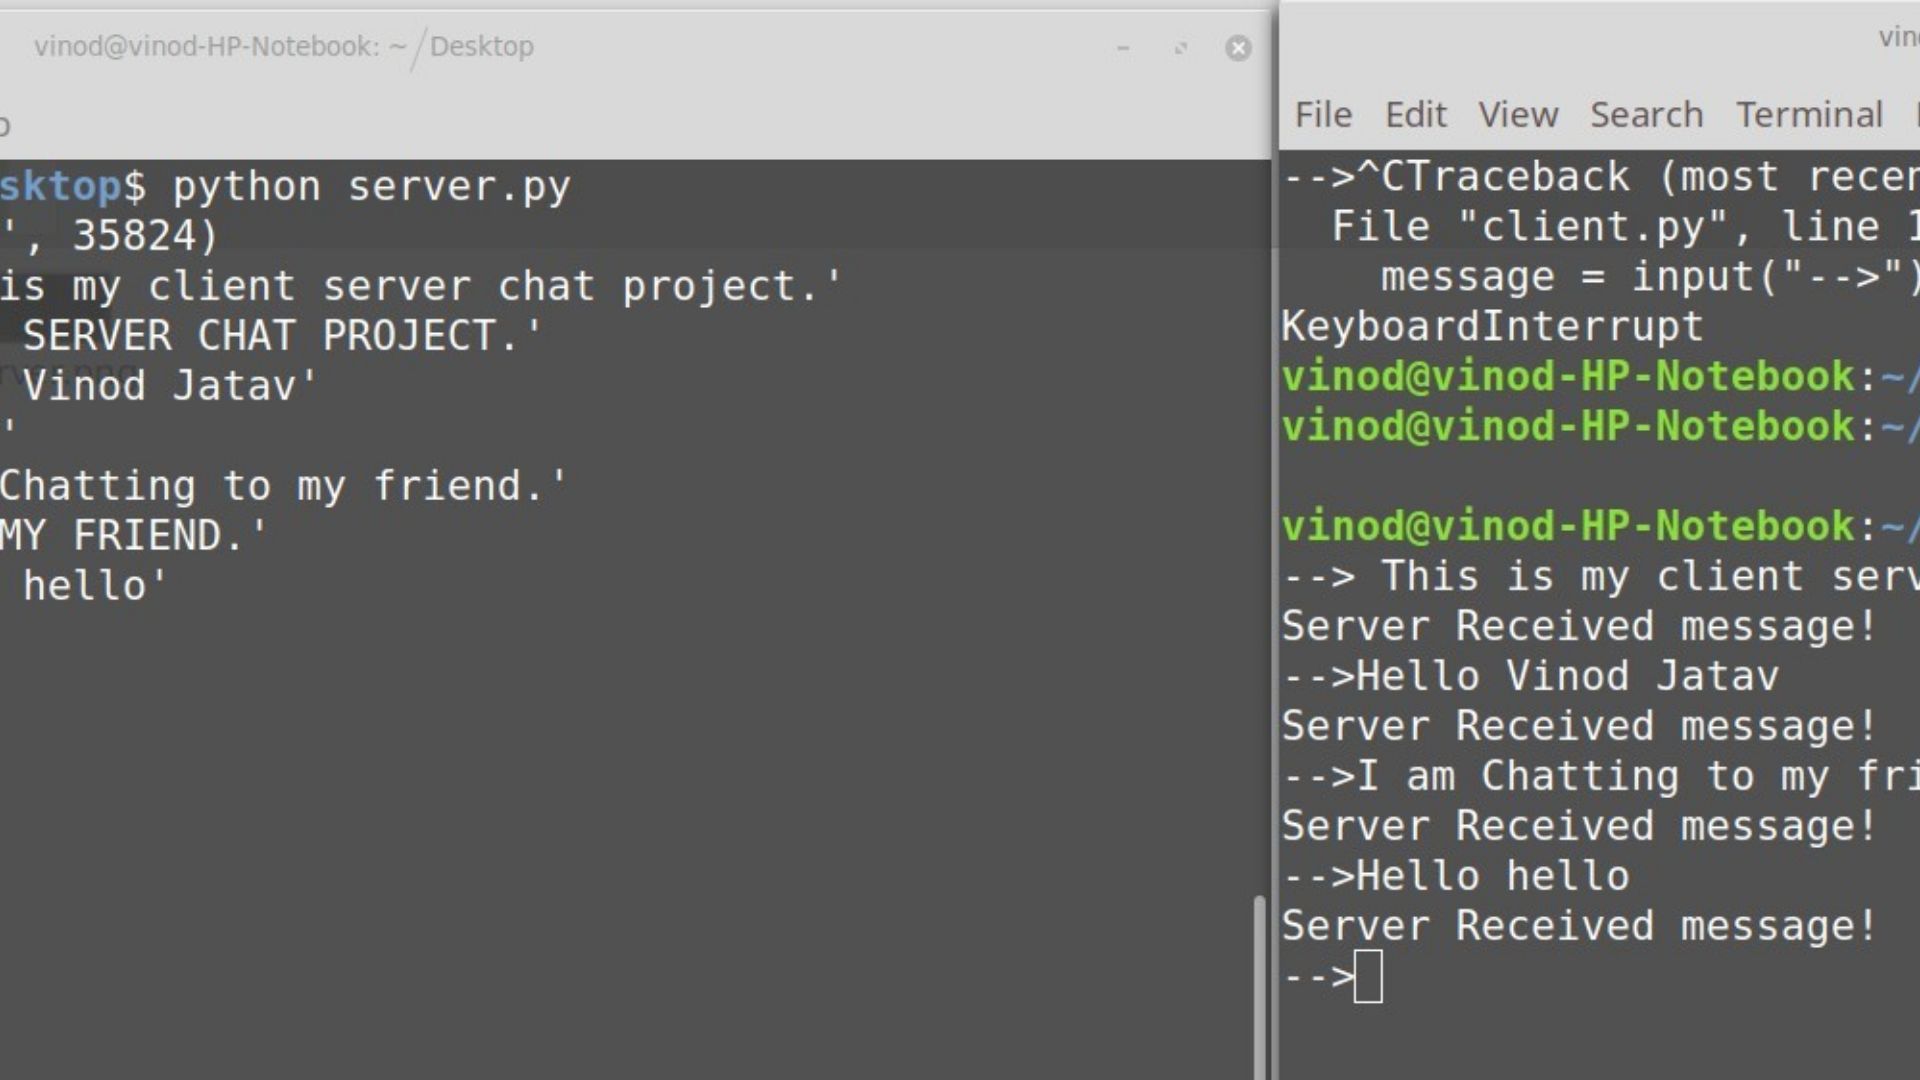 vinod@vinod-HP-Notebook: ~/Desktop
sktop$ python server.py
', 35824)
is my client server chat project.'
SERVER CHAT PROJECT.'
Vinod Jatav'
'
Chatting to my friend.'
MY FRIEND.'
hello'
File Edit View Search Terminal
-->^CTraceback (most recen
File "client.py", line 1
message = input("-->")
KeyboardInterrupt
vinod@vinod-HP-Notebook:~/
vinod@vinod-HP-Notebook:~/
vinod@vinod-HP-Notebook:~/
--> This is my client serv
Server Received message!
-->Hello Vinod Jatav
Server Received message!
-->I am Chatting to my fri
Server Received message!
-->Hello hello
Server Received message!
-->